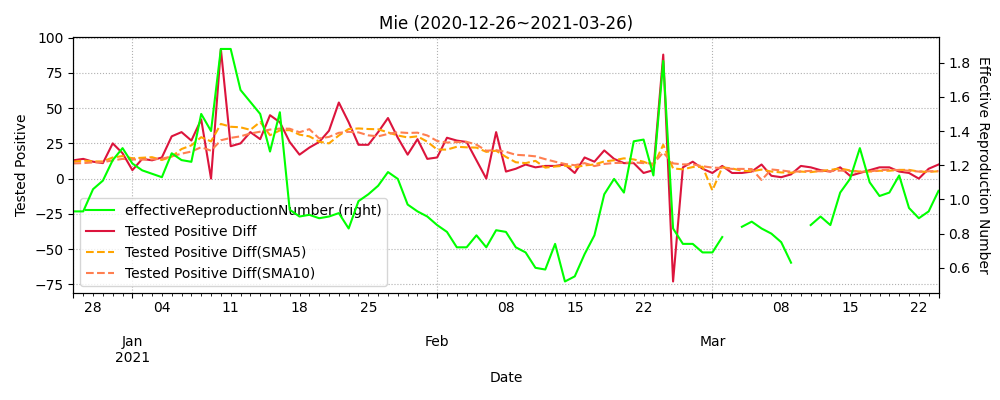 Mie (2020-12-26~2021-03-26)
Tested Positive
Effective Reproduction Number
100
75
50
25
0
−25
−50
−75
1.8
1.6
1.4
1.2
1.0
0.8
0.6
effectiveReproductionNumber (right)
Tested Positive Diff
Tested Positive Diff(SMA5)
Tested Positive Diff(SMA10)
28 04 11 18 25 08 15 22 08 15 22
Jan Feb Mar
2021
Date